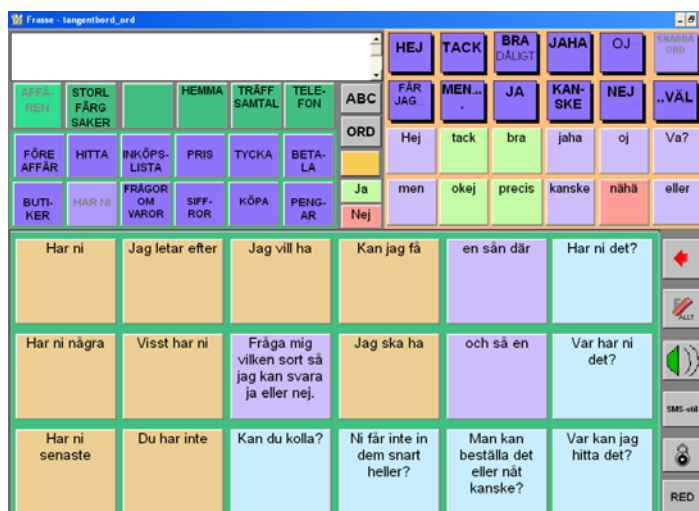 Frasse - tangentbord_ord
HEJ
TACK
BRA
DÅLIGT
JAHA
OJ
SNABBA
ORD
FÅR
JAG...
MEN...
.
JA
KAN-
SKE
NEJ
..VÄL
AFFÄ-
REN
STORL
FÄRG
SAKER
HEMMA
TRÄFF
SAMTAL
TELE-
FON
ABC
ORD
FÖRE
AFFÄR
HITTA
INKÖPS-
LISTA
PRIS
TYCKA
BETA-
LA
BUTI-
KER
HAR NI
FRÅGOR
OM
VAROR
SIFF-
ROR
KÖPA
PENG-
AR
Ja
Nej
Hej
tack
bra
jaha
oj
Va?
men
okej
precis
kanske
nähä
eller
Har ni
Jag letar efter
Jag vill ha
Kan jag få
en sån där
Har ni det?
Har ni några
Visst har ni
Fråga mig
vilken sort så
jag kan svara
ja eller nej.
Jag ska ha
och så en
Var har ni
det?
Har ni
senaste
Du har inte
Kan du kolla?
Ni får inte in
dem snart
heller?
Man kan
beställa det
eller nåt
kanske?
Var kan jag
hitta det?
ALLT
SMS-stil
RED